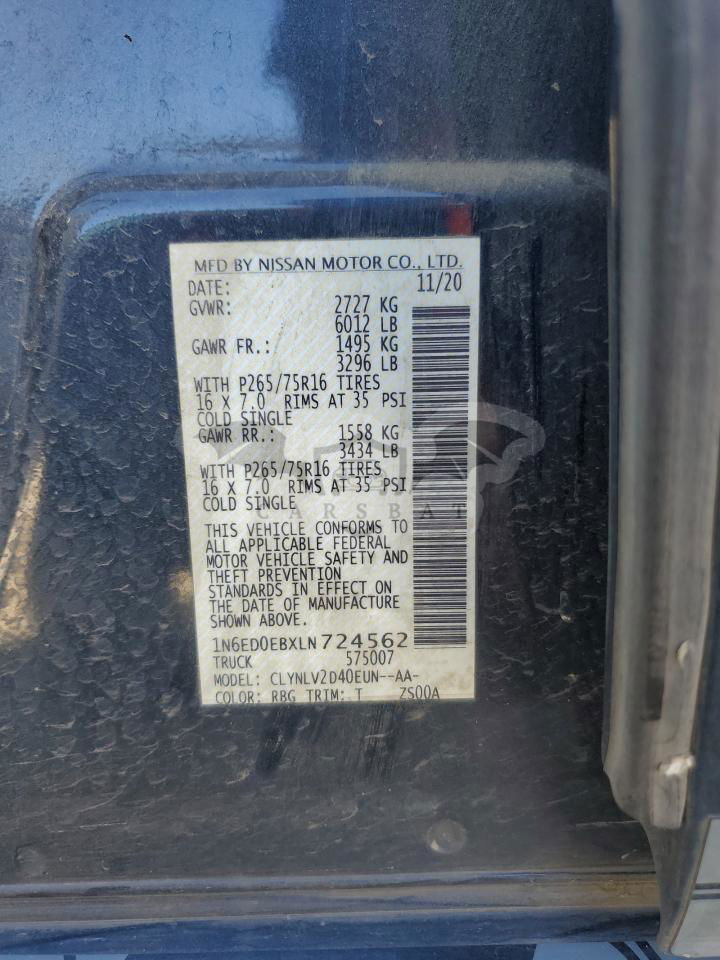 MFD BY NISSAN MOTOR CO., LTD.
DATE: 11/20
GVWR: 2727 KG
6012 LB
GAWR FR.: 1495 KG
3296 LB
WITH P265/75R16 TIRES
16 X 7.0 RIMS AT 35 PSI
COLD SINGLE
GAWR RR.: 1558 KG
3434 LB
WITH P265/75R16 TIRES
16 X 7.0 RIMS AT 35 PSI
COLD SINGLE
CARSBAT
THIS VEHICLE CONFORMS TO
ALL APPLICABLE FEDERAL
MOTOR VEHICLE SAFETY AND
THEFT PREVENTION
STANDARDS IN EFFECT ON
THE DATE OF MANUFACTURE
SHOWN ABOVE.
1N6ED0EBXLN724562
TRUCK 575007
MODEL: CLYNLV2D40EUN--AA-
COLOR: RBG TRIM: T ZS00A